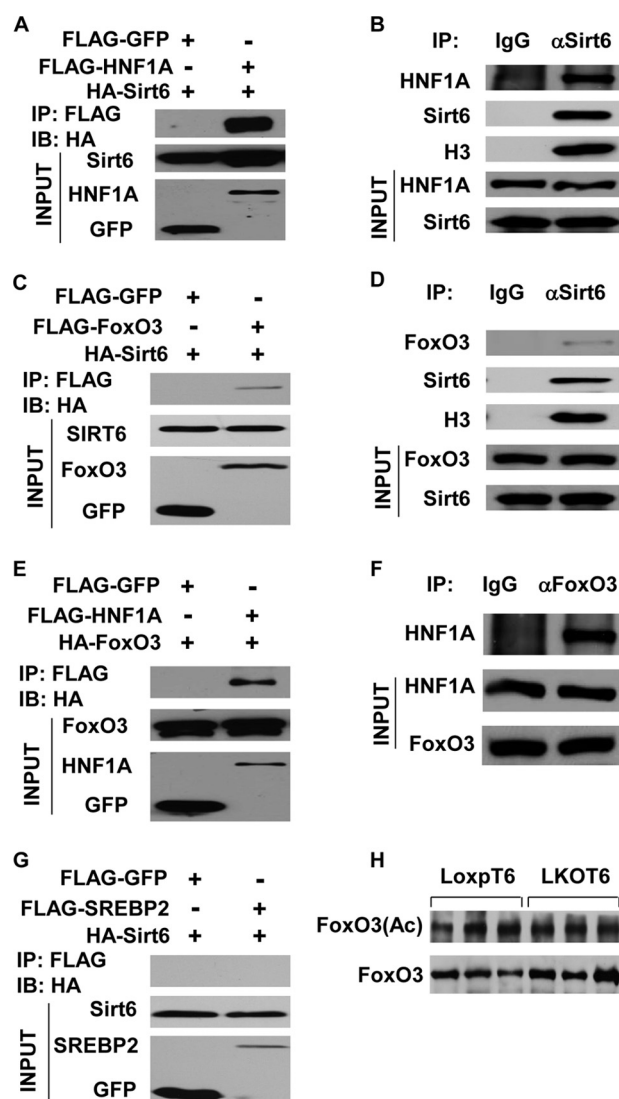 A
FLAG-GFP + -
FLAG-HNF1A - +
HA-Sirt6 + +
IP: FLAG
IB: HA
INPUT
Sirt6
HNF1A
GFP
B
IP: IgG αSirt6
HNF1A
Sirt6
H3
INPUT
HNF1A
Sirt6
C
FLAG-GFP + -
FLAG-FoxO3 - +
HA-Sirt6 + +
IP: FLAG
IB: HA
INPUT
SIRT6
FoxO3
GFP
D
IP: IgG αSirt6
FoxO3
Sirt6
H3
INPUT
FoxO3
Sirt6
E
FLAG-GFP + -
FLAG-HNF1A - +
HA-FoxO3 + +
IP: FLAG
IB: HA
INPUT
FoxO3
HNF1A
GFP
F
IP: IgG αFoxO3
HNF1A
INPUT
HNF1A
FoxO3
G
FLAG-GFP + -
FLAG-SREBP2 - +
HA-Sirt6 + +
IP: FLAG
IB: HA
INPUT
Sirt6
SREBP2
GFP
H
LoxpT6 LKOT6
FoxO3(Ac)
FoxO3